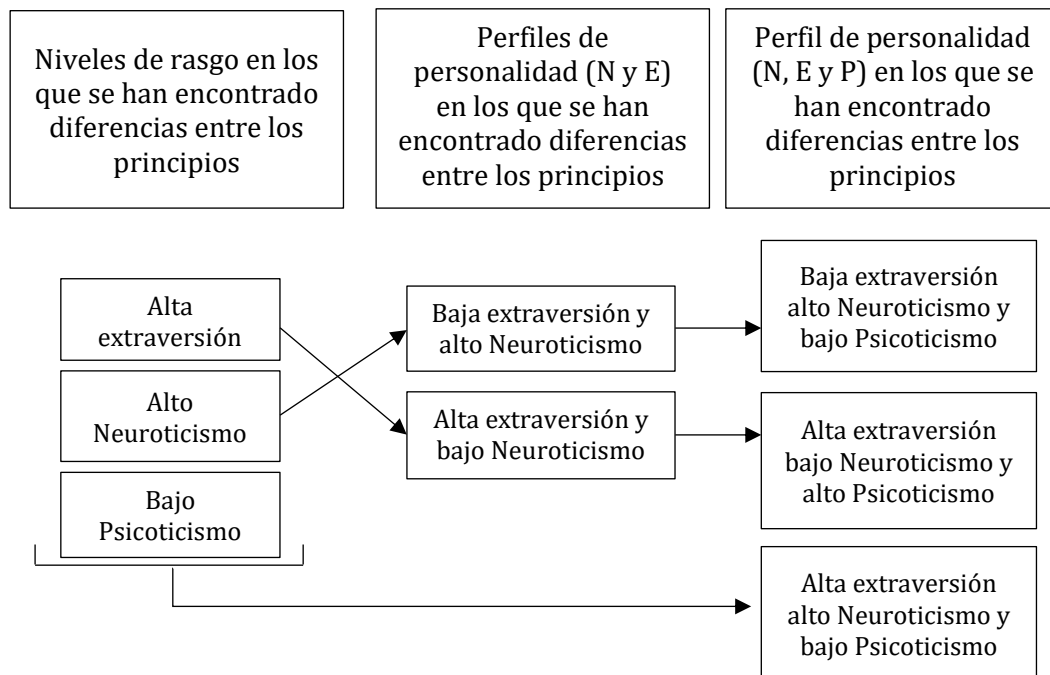 Niveles de rasgo en los
que se han encontrado
diferencias entre los
principios
Perfiles de
personalidad (N y E)
en los que se han
encontrado diferencias
entre los principios
Perfil de personalidad
(N, E y P) en los que se
han encontrado
diferencias entre los
principios
Alta
extraversión
Alto
Neuroticismo
Bajo
Psicoticismo
Baja extraversión y
alto Neuroticismo
Alta extraversión y
bajo Neuroticismo
Baja extraversión
alto Neuroticismo y
bajo Psicoticismo
Alta extraversión
bajo Neuroticismo y
alto Psicoticismo
Alta extraversión
alto Neuroticismo y
bajo Psicoticismo